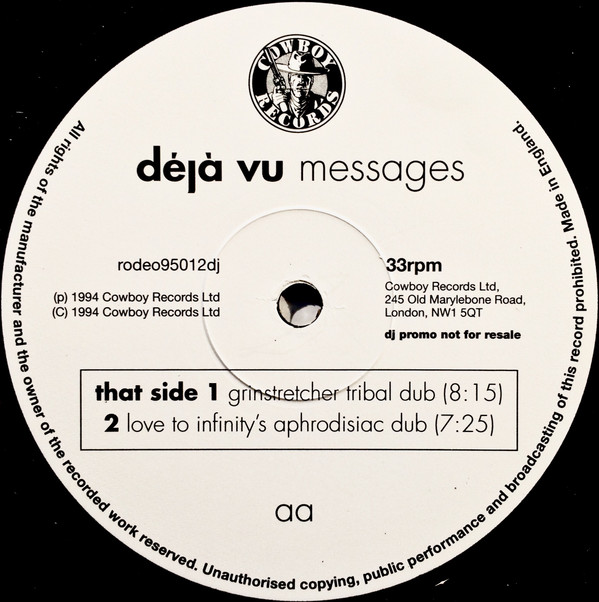 COWBOY
RECORDS
déjà vu messages
rodeo95012dj
33rpm
(p) 1994 Cowboy Records Ltd
(C) 1994 Cowboy Records Ltd
Cowboy Records Ltd,
245 Old Marylebone Road,
London, NW1 5QT
dj promo not for resale
that side 1 grinstretcher tribal dub (8:15)
2 love to infinity's aphrodisiac dub (7:25)
aa
All rights of the manufacturer and the owner of the recorded work reserved. Unauthorised copying, public performance and broadcasting of this record prohibited. Made in England.